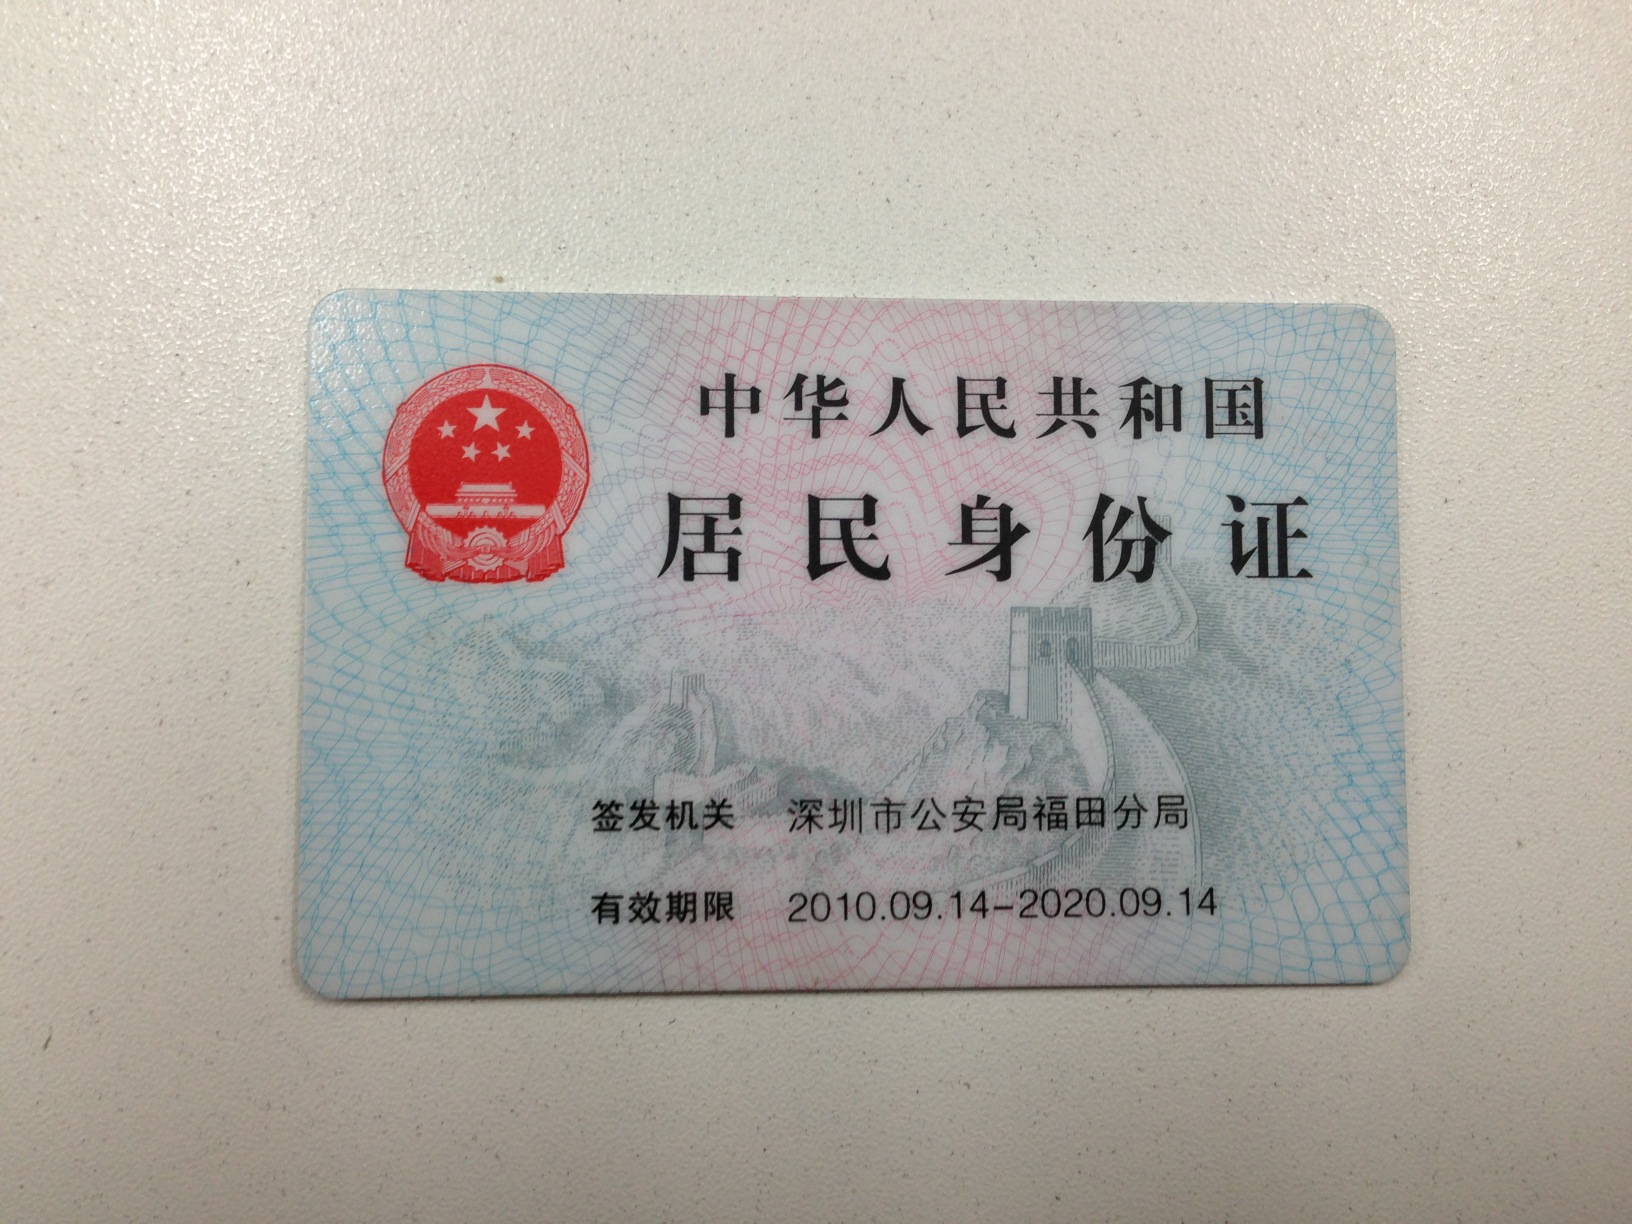 中华人民共和国
居民身份证
签发机关 深圳市公安局福田分局
有效期限 2010.09.14-2020.09.14